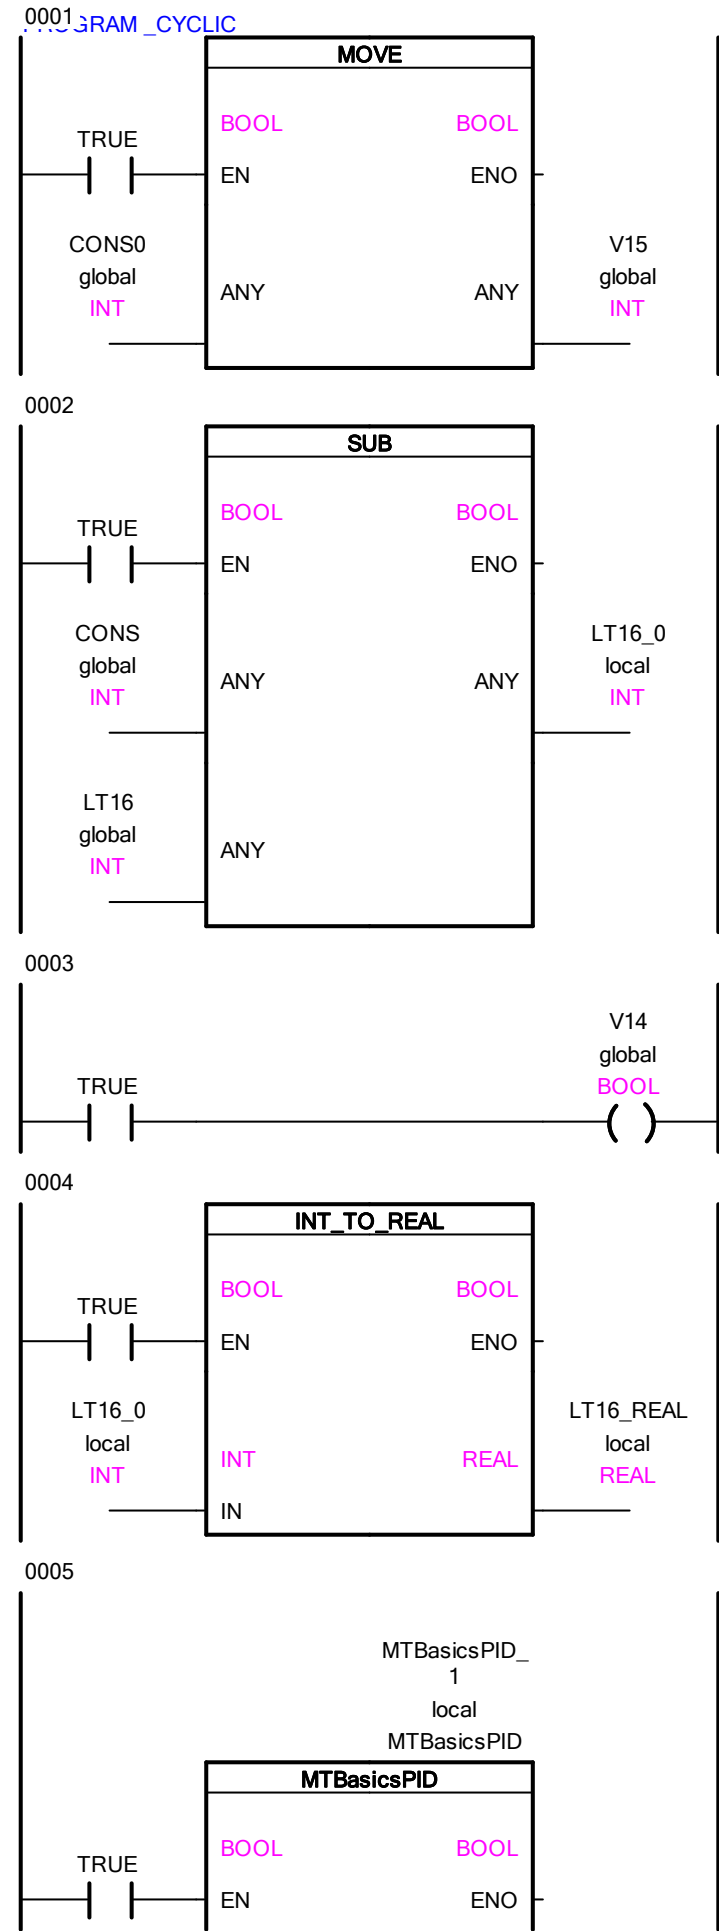 0001
PROGRAM _CYCLIC
MOVE
BOOL BOOL
TRUE
EN ENO
CONS0 V15
global global
ANY ANY
INT INT
0002
SUB
BOOL BOOL
TRUE
EN ENO
CONS LT16_0
global local
ANY ANY
INT INT
LT16
global
ANY
INT
0003
V14
global
TRUE BOOL
0004
INT_TO_REAL
BOOL BOOL
TRUE
EN ENO
LT16_0 LT16_REAL
local local
INT REAL
INT REAL
IN
0005
MTBasicsPID_
1
local
MTBasicsPID
MTBasicsPID
BOOL BOOL
TRUE
EN ENO